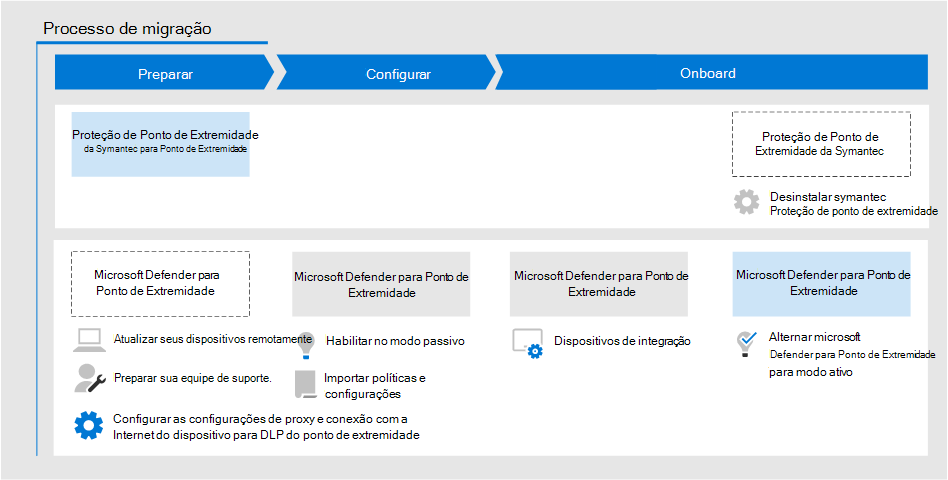 Processo de migração
Preparar
Configurar
Onboard
Proteção de Ponto de Extremidade
da Symantec para Ponto de Extremidade
Proteção de Ponto de
Extremidade da Symantec
Desinstalar symantec
Proteção de ponto de extremidade
Microsoft Defender para
Ponto de Extremidade
Atualizar seus dispositivos remotamente
Preparar sua equipe de suporte.
Configurar as configurações de proxy e conexão com a
Internet do dispositivo para DLP do ponto de extremidade
Microsoft Defender para Ponto de
Extremidade
Habilitar no modo passivo
Importar políticas e
configurações
Microsoft Defender para Ponto de
Extremidade
Dispositivos de integração
Microsoft Defender para Ponto de
Extremidade
Alternar microsoft
Defender para Ponto de Extremidade
para modo ativo